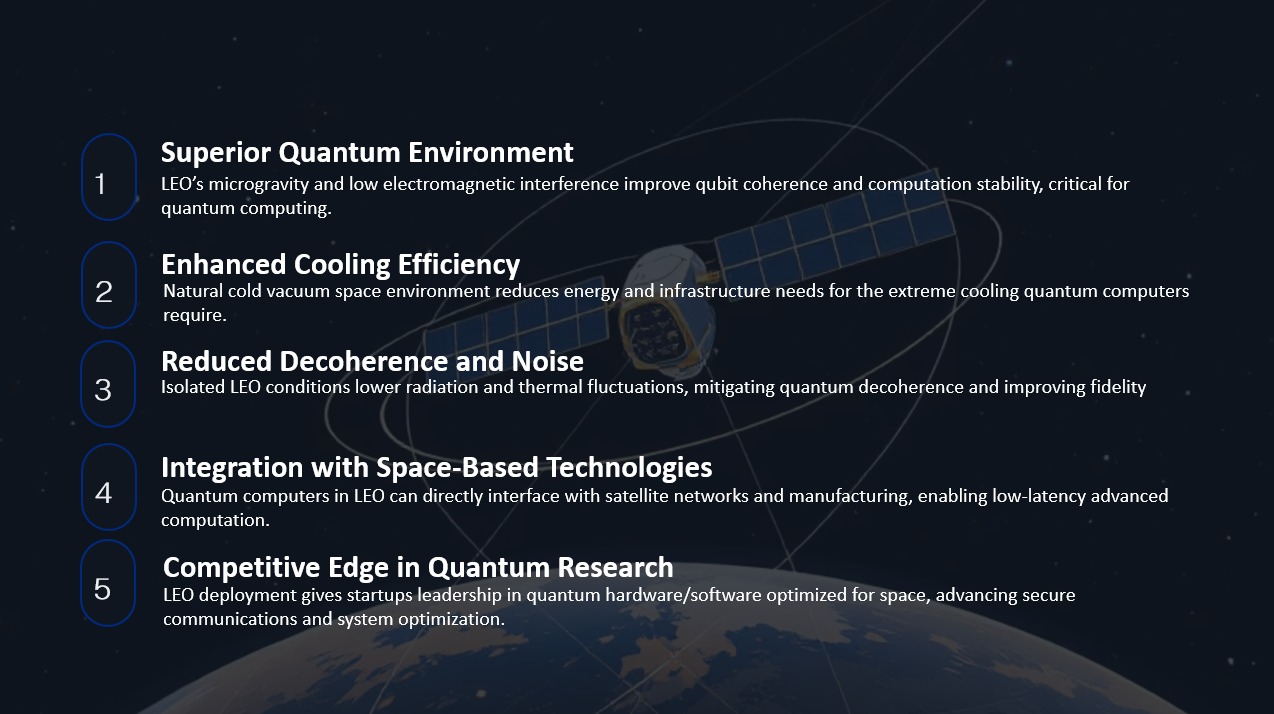 1
Superior Quantum Environment
LEO’s microgravity and low electromagnetic interference improve qubit coherence and computation stability, critical for
quantum computing.
2
Enhanced Cooling Efficiency
Natural cold vacuum space environment reduces energy and infrastructure needs for the extreme cooling quantum computers
require.
3
Reduced Decoherence and Noise
Isolated LEO conditions lower radiation and thermal fluctuations, mitigating quantum decoherence and improving fidelity
4
Integration with Space-Based Technologies
Quantum computers in LEO can directly interface with satellite networks and manufacturing, enabling low-latency advanced
computation.
5
Competitive Edge in Quantum Research
LEO deployment gives startups leadership in quantum hardware/software optimized for space, advancing secure
communications and system optimization.